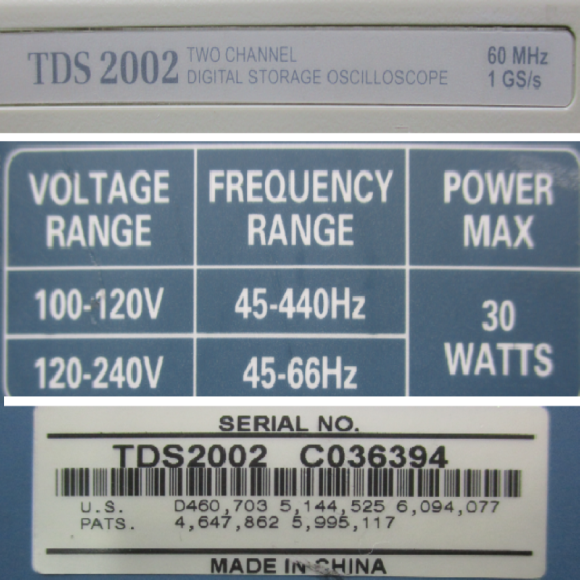 TDS 2002 TWO CHANNEL DIGITAL STORAGE OSCILLOSCOPE 60 MHz 1 GS/s
VOLTAGE RANGE FREQUENCY RANGE POWER MAX
100-120V 45-440Hz 30 WATTS
120-240V 45-66Hz
SERIAL NO.
TDS2002 C036394
U.S. D460,703 5,144,525 6,094,077
PATS. 4,647,862 5,995,117
MADE IN CHINA